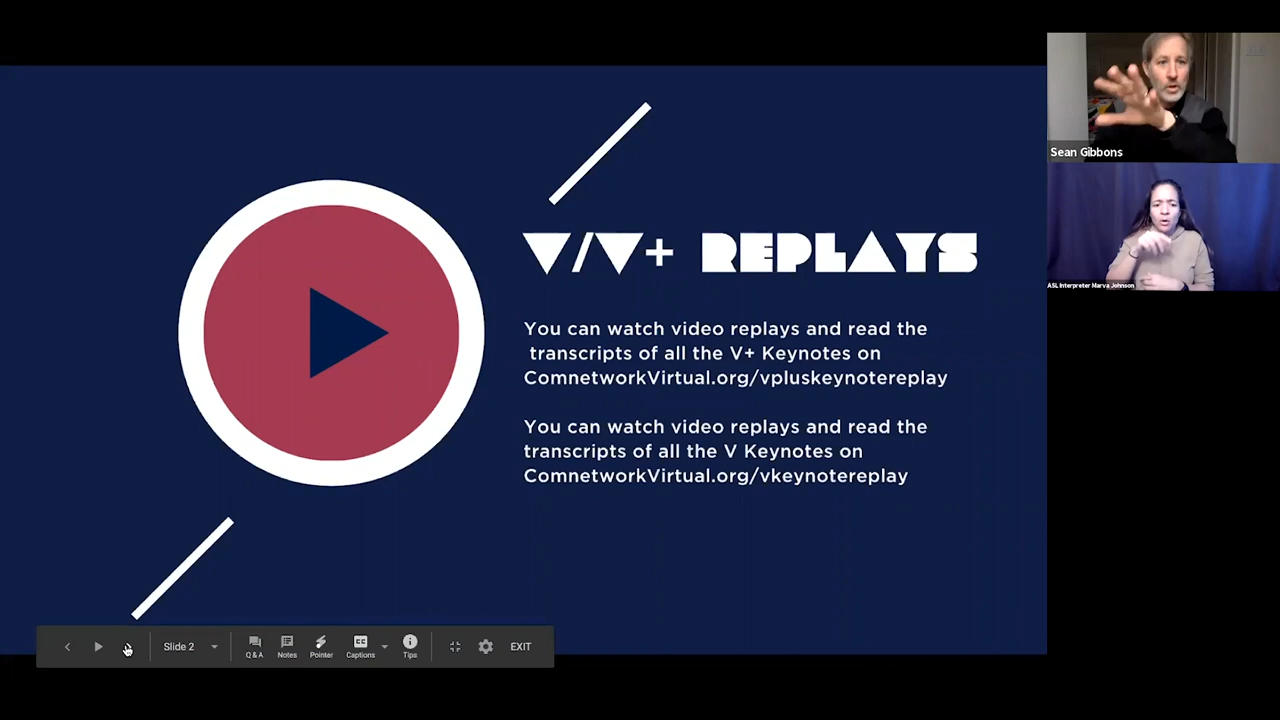 V/V+ REPLAYS
You can watch video replays and read the
transcripts of all the V+ Keynotes on
ComnetworkVirtual.org/vpluskeynotereplay
You can watch video replays and read the
transcripts of all the V Keynotes on
ComnetworkVirtual.org/vkeynotereplay
Sean Gibbons
ASL Interpreter Marva Johnson
Slide 2
Q & A
Notes
Pointer
CC
Captions
Tips
EXIT